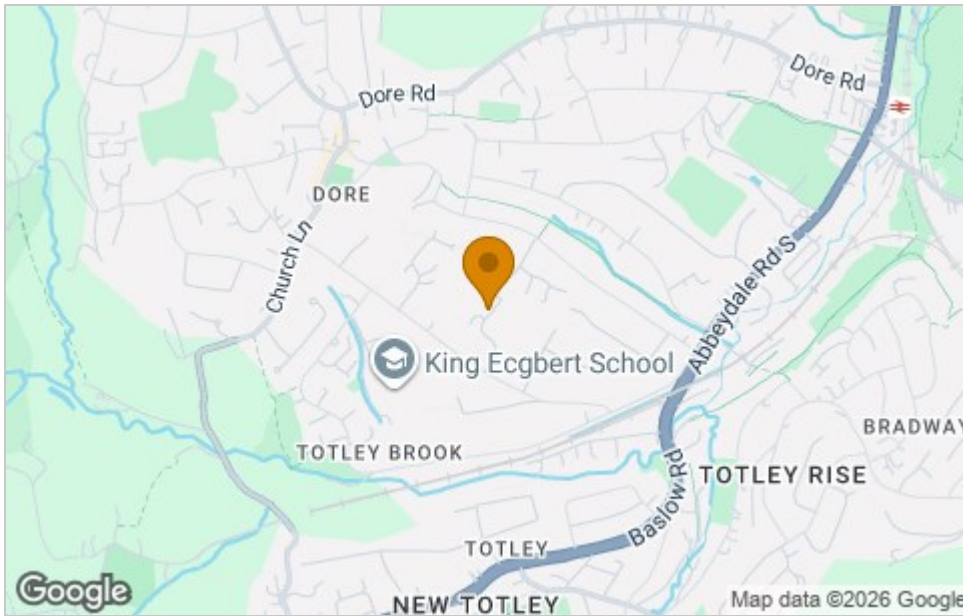 Dore Rd
Dore Rd
DORE
Church Ln
Abbeydale Rd S
King Ecgbert School
BRADWAY
TOTLEY BROOK
TOTLEY RISE
Baslow Rd
TOTLEY
NEW TOTLEY
Google
Map data ©2026 Google